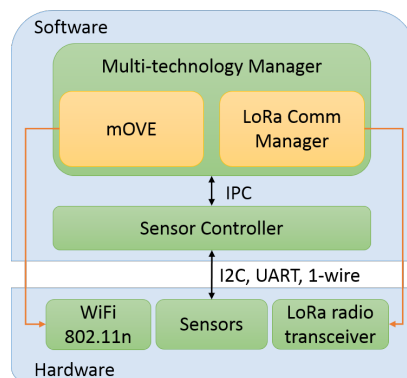 Software
Multi-technology Manager
mOVE
LoRa Comm
Manager
IPC
Sensor Controller
I2C, UART, 1-wire
WiFi
802.11n
Sensors
LoRa radio
transceiver
Hardware